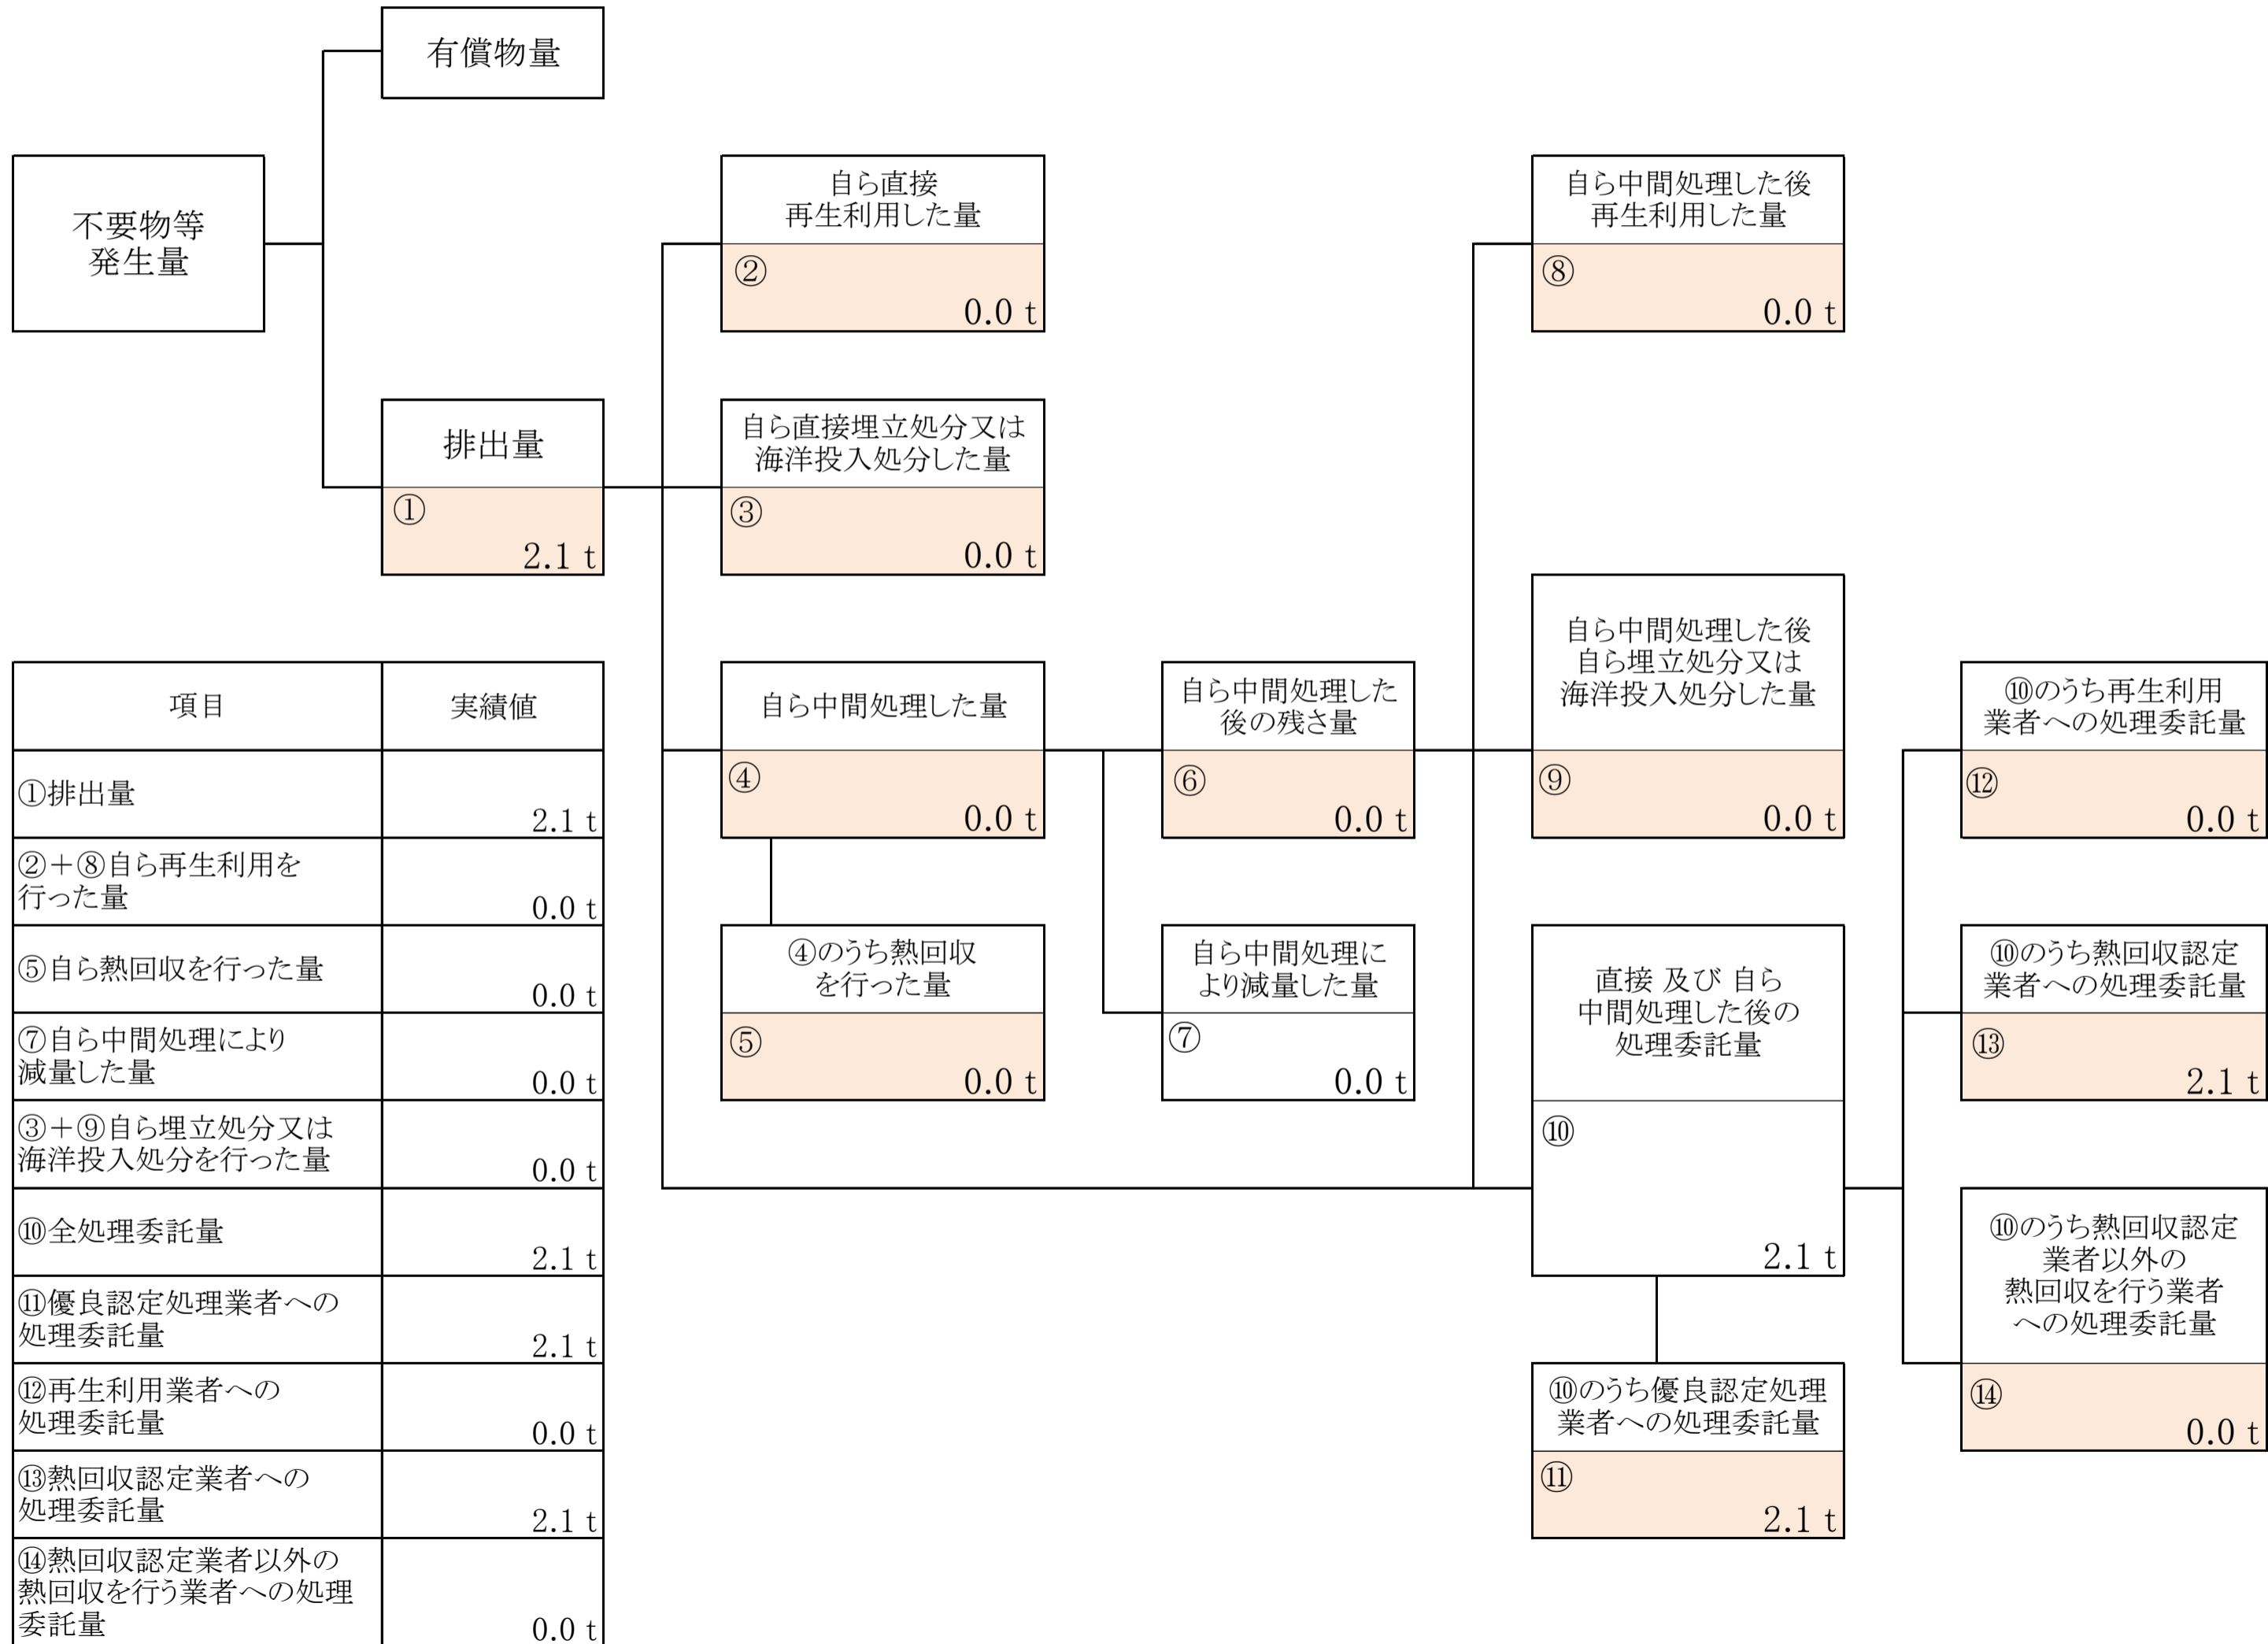 有償物量
不要物等
発生量
自ら直接
再生利用した量
②
0.0 t
自ら中間処理した後
再生利用した量
⑧
0.0 t
排出量
①
2.1 t
自ら直接埋立処分又は
海洋投入処分した量
③
0.0 t
自ら中間処理した量
④
0.0 t
自ら中間処理した
後の残さ量
⑥
0.0 t
自ら中間処理した後
自ら埋立処分又は
海洋投入処分した量
⑨
0.0 t
⑩のうち再生利用
業者への処理委託量
⑫
0.0 t
④のうち熱回収
を行った量
⑤
0.0 t
自ら中間処理に
より減量した量
⑦
0.0 t
直接 及び 自ら
中間処理した後の
処理委託量
⑩
2.1 t
⑩のうち熱回収認定
業者への処理委託量
⑬
2.1 t
⑩のうち熱回収認定
業者以外の
熱回収を行う業者
への処理委託量
⑭
0.0 t
⑩のうち優良認定処理
業者への処理委託量
⑪
2.1 t
項目
実績値
①排出量
2.1 t
②+⑧自ら再生利用を
行った量
0.0 t
⑤自ら熱回収を行った量
0.0 t
⑦自ら中間処理により
減量した量
0.0 t
③+⑨自ら埋立処分又は
海洋投入処分を行った量
0.0 t
⑩全処理委託量
2.1 t
⑪優良認定処理業者への
処理委託量
2.1 t
⑫再生利用業者への
処理委託量
0.0 t
⑬熱回収認定業者への
処理委託量
2.1 t
⑭熱回収認定業者以外の
熱回収を行う業者への処理
委託量
0.0 t